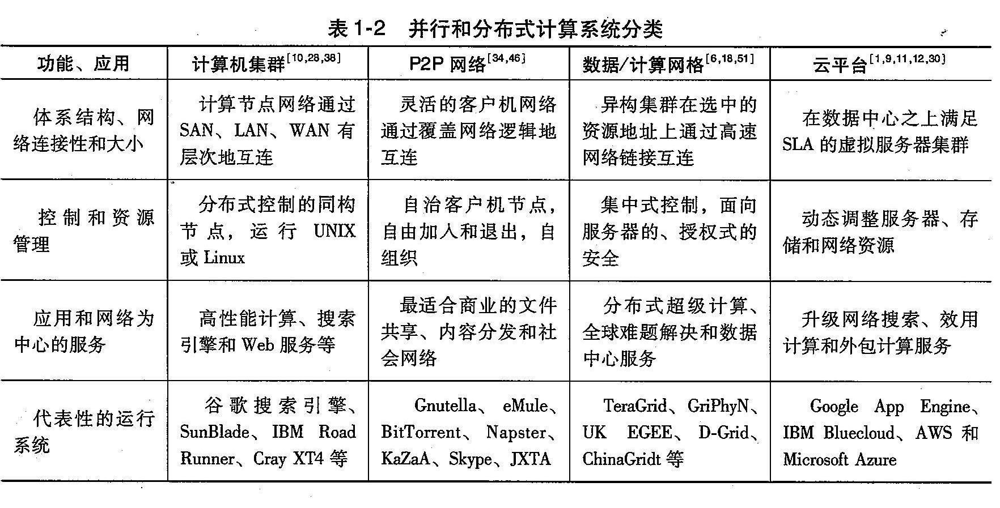 表 1-2 并行和分布式计算系统分类
功能、应用
计算机集群[10,28,38]
P2P 网络[34,46]
数据/计算网格[6,18,51]
云平台[1,9,11,12,30]
体系结构、网
络连接性和大小
计算节点网络通过
SAN、LAN、WAN 有
层次地互连
灵活的客户机网络
通过覆盖网络逻辑地
互连
异构集群在选中的
资源地址上通过高速
网络链接互连
在数据中心之上满足
SLA 的虚拟服务器集群
控制和资源
管理
分布式控制的同构
节点，运行 UNIX
或 Linux
自治客户机节点，
自由加入和退出，自
组织
集中式控制，面向
服务器的、授权式的
安全
动态调整服务器、存
储和网络资源
应用和网络为
中心的服务
高性能计算、搜索
引擎和 Web 服务等
最适合商业的文件
共享、内容分发和社
会网络
分布式超级计算、
全球难题解决和数据
中心服务
升级网络搜索、效用
计算和外包计算服务
代表性的运行
系统
谷歌搜索引擎、
SunBlade、IBM Road
Runner、Cray XT4 等
Gnutella、eMule、
BitTorrent、Napster、
KaZaA、Skype、JXTA
TeraGrid、GriPhyN、
UK EGEE、D-Grid、
ChinaGridt 等
Google App Engine、
IBM Bluecloud、AWS 和
Microsoft Azure